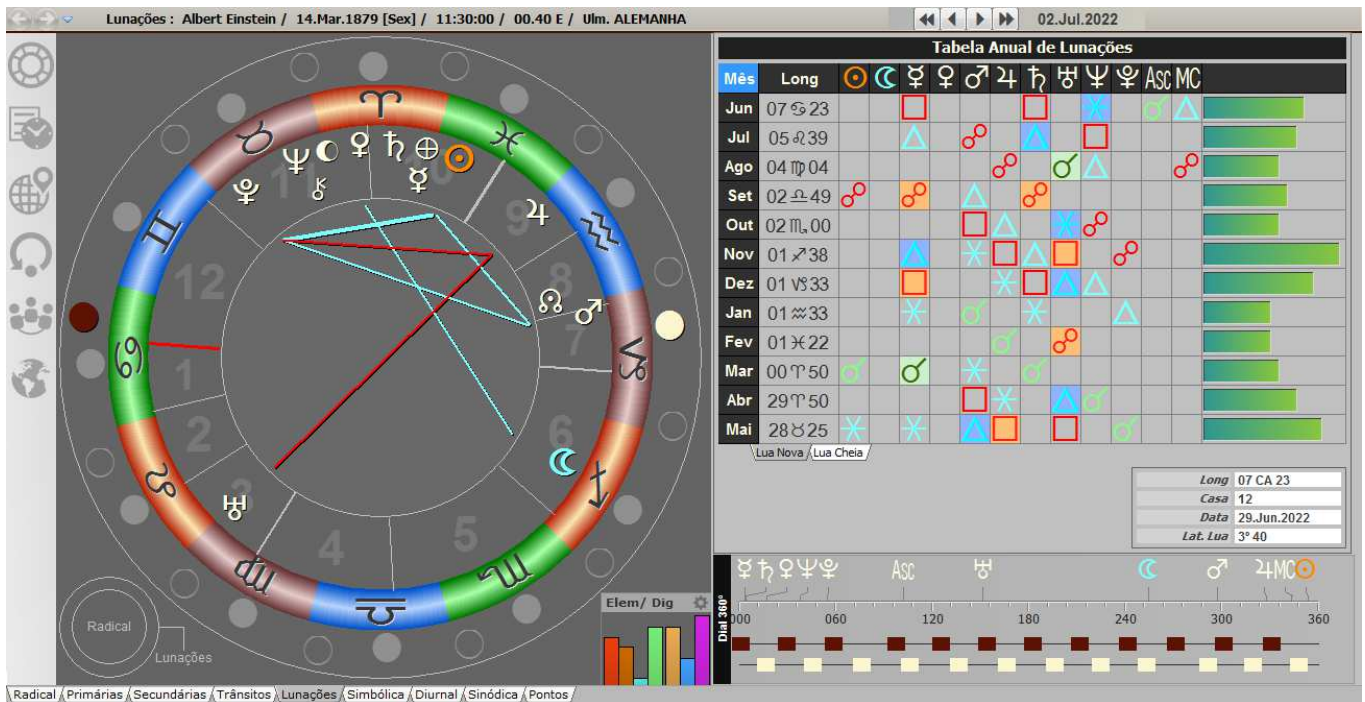 Lunações : Albert Einstein / 14.Mar.1879 [Sex] / 11:30:00 / 00.40 E / Ulm. ALEMANHA
02.Jul.2022
12
11
10
9
8
7
6
5
4
3
2
1
Radical
Lunações
Elem/ Dig
Tabela Anual de Lunações
Mês Long ☉ ☾ ☿ ♀ ♂ ♃ ♄ ♅ ♆ ♇ Asc MC
Jun 07 ♋ 23
Jul 05 ♌ 39
Ago 04 ♍ 04
Set 02 ♎ 49
Out 02 ♏ 00
Nov 01 ♐ 38
Dez 01 ♑ 33
Jan 01 ♒ 33
Fev 01 ♓ 22
Mar 00 ♈ 50
Abr 29 ♈ 50
Mai 28 ♉ 25
Lua Nova Lua Cheia
Long 07 CA 23
Casa 12
Data 29.Jun.2022
Lat. Lua 3° 40
☿ ♄ ♀ ♆ ♇ Asc ♅ ☾ ♂ ♃ MC ☉
Dial 360°
000 060 120 180 240 300 360
Radical Primárias Secundárias Trânsitos Lunações Simbólica Diurnal Sinódica Pontos